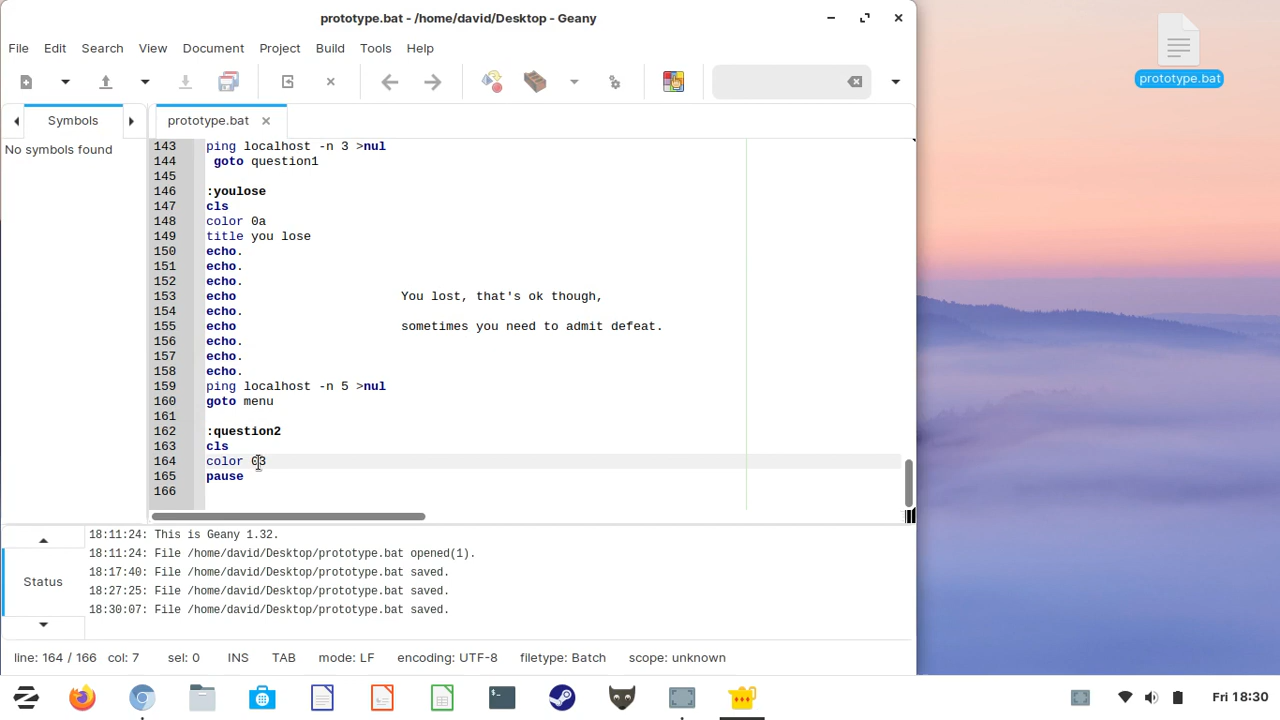 prototype.bat - /home/david/Desktop - Geany
File Edit Search View Document Project Build Tools Help
Symbols
prototype.bat
No symbols found
143 ping localhost -n 3 >nul
144 goto question1
145
146 :youlose
147 cls
148 color 0a
149 title you lose
150 echo.
151 echo.
152 echo.
153 echo You lost, that's ok though,
154 echo.
155 echo sometimes you need to admit defeat.
156 echo.
157 echo.
158 echo.
159 ping localhost -n 5 >nul
160 goto menu
161
162 :question2
163 cls
164 color 03
165 pause
166
Status
18:11:24: This is Geany 1.32.
18:11:24: File /home/david/Desktop/prototype.bat opened(1).
18:17:40: File /home/david/Desktop/prototype.bat saved.
18:27:25: File /home/david/Desktop/prototype.bat saved.
18:30:07: File /home/david/Desktop/prototype.bat saved.
line: 164 / 166 col: 7 sel: 0 INS TAB mode: LF encoding: UTF-8 filetype: Batch scope: unknown
prototype.bat
Fri 18:30